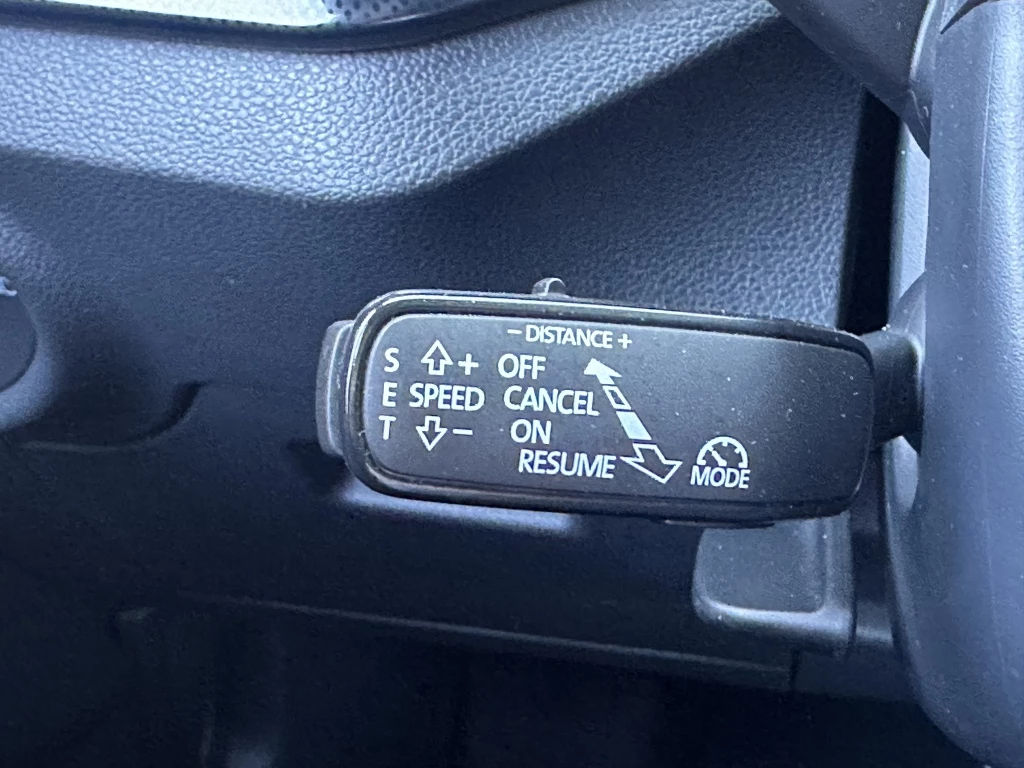 – DISTANCE +
S + OFF
E SPEED CANCEL
T – ON
RESUME
MODE